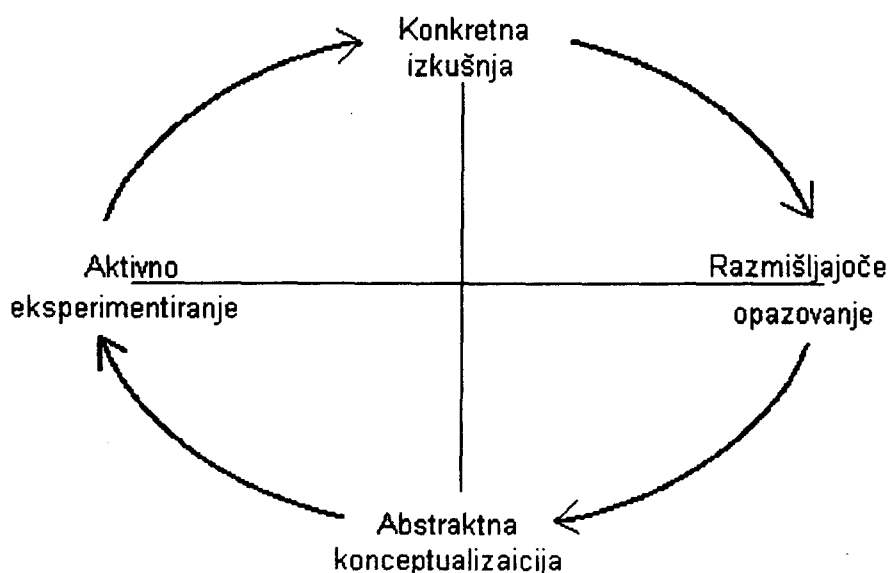 Konkretna
izkušnja
Aktivno
eksperimentiranje
Razmišljajoče
opazovanje
Abstraktna
konceptualizaicija